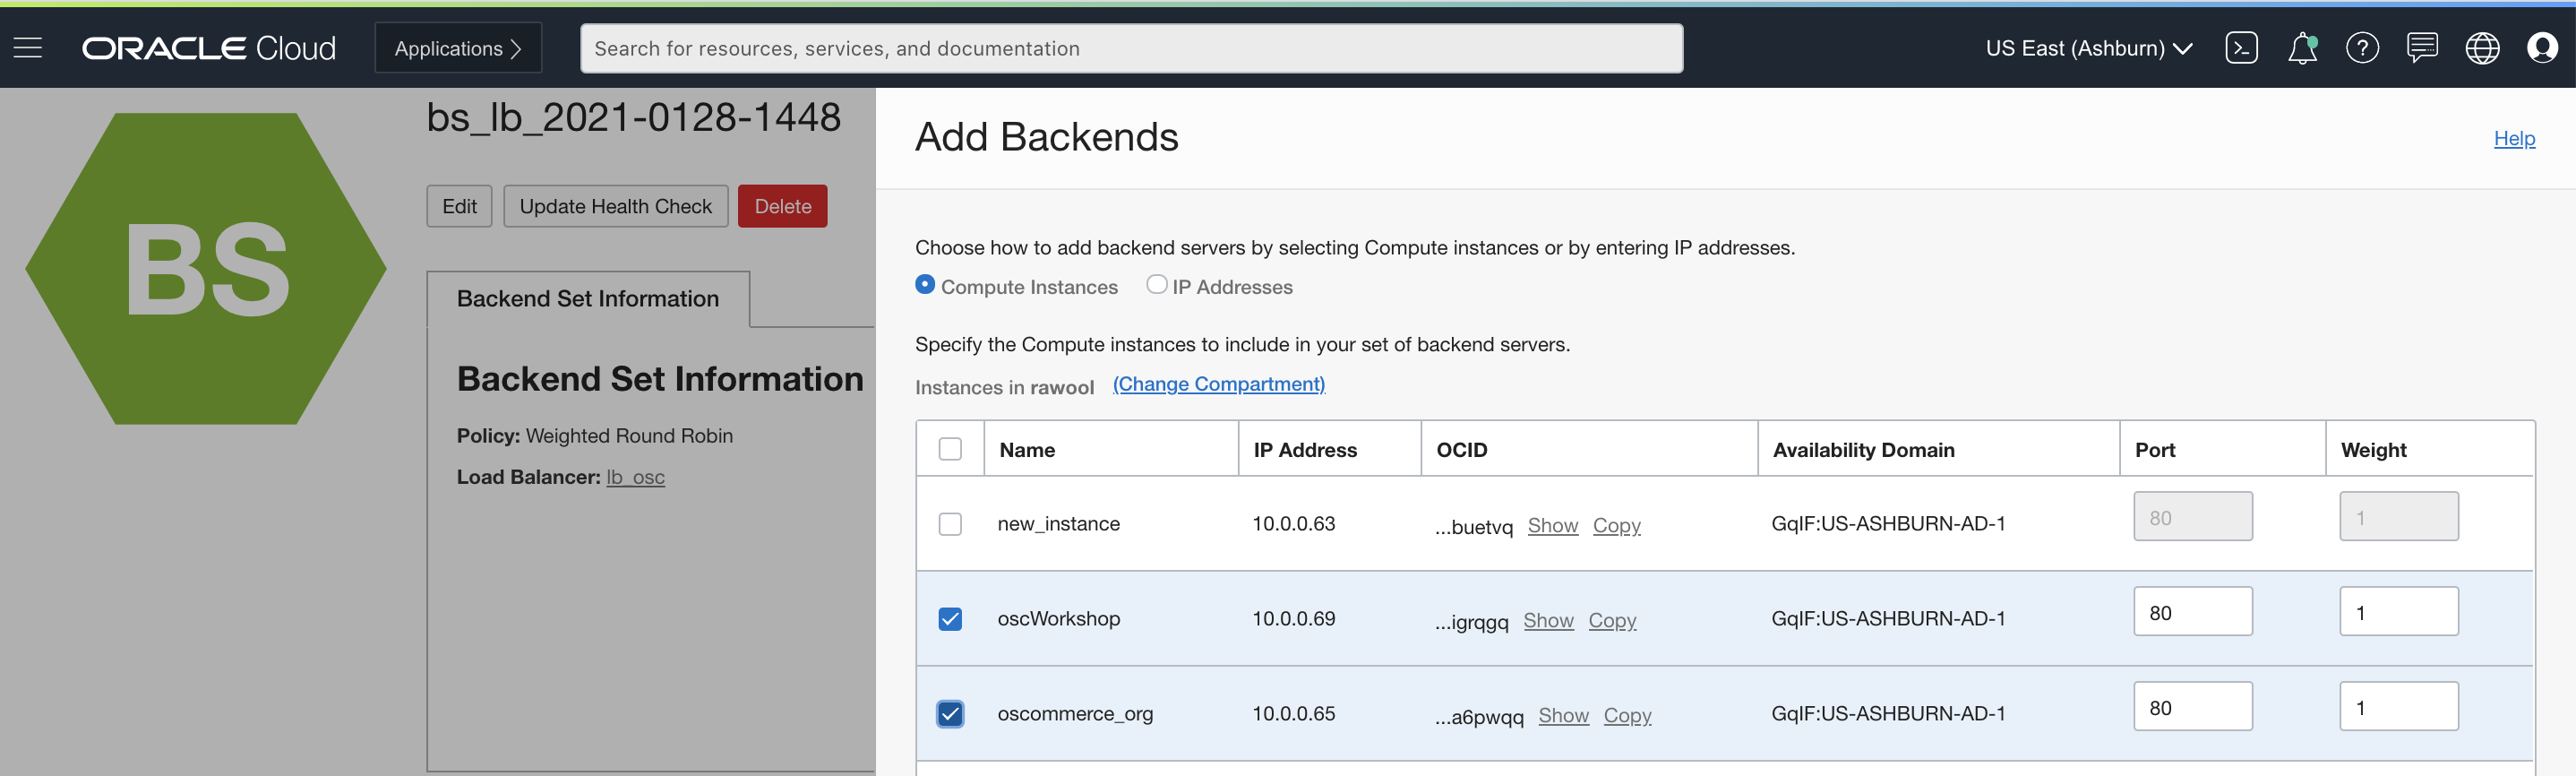 ORACLE Cloud
Applications
Search for resources, services, and documentation
US East (Ashburn)
BS
bs_lb_2021-0128-1448
Edit
Update Health Check
Delete
Backend Set Information
Backend Set Information
Policy: Weighted Round Robin
Load Balancer: lb_osc
Add Backends
Help
Choose how to add backend servers by selecting Compute instances or by entering IP addresses.
Compute Instances IP Addresses
Specify the Compute instances to include in your set of backend servers.
Instances in rawool (Change Compartment)
Name IP Address OCID Availability Domain Port Weight
new_instance 10.0.0.63 ...buetvq Show Copy GqIF:US-ASHBURN-AD-1 80 1
oscWorkshop 10.0.0.69 ...igrqgq Show Copy GqIF:US-ASHBURN-AD-1 80 1
oscommerce_org 10.0.0.65 ...a6pwqq Show Copy GqIF:US-ASHBURN-AD-1 80 1